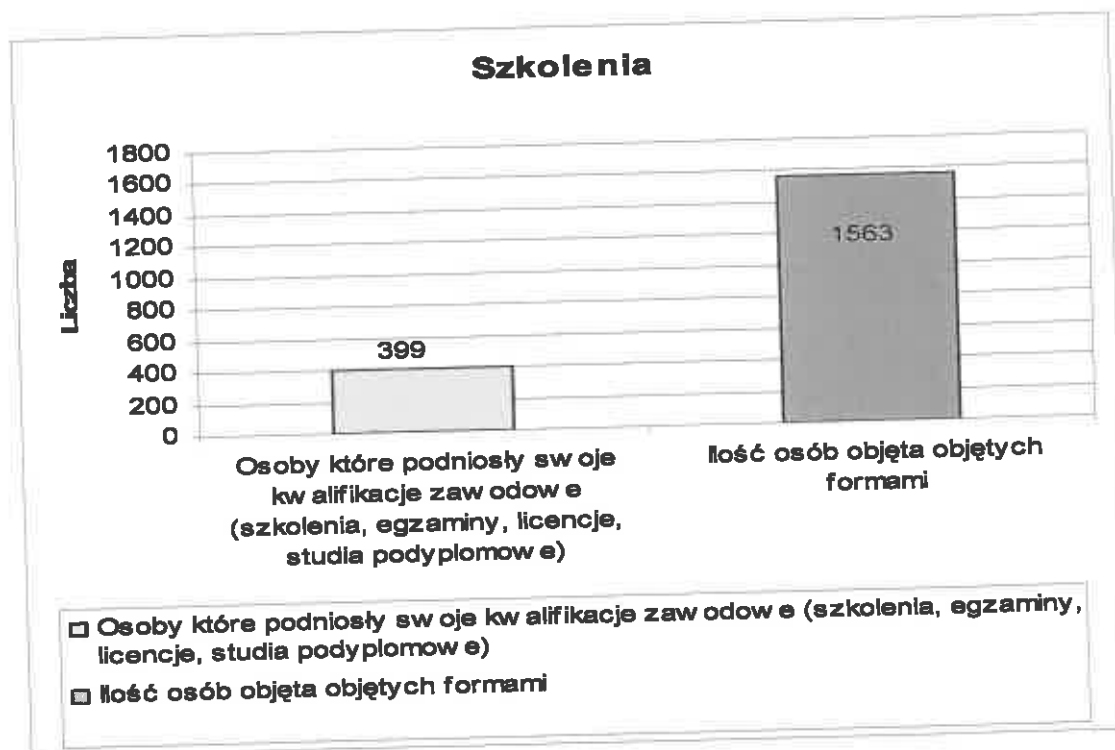 Szkolenia
1800
1600
1400
1200
1000
800
600
400
200
0
Liczba
399
1563
Osoby które podniosły sw oje
kw alifikacje zaw odow e
(szkolenia, egzaminy, licencje,
studia podyplomow e)
Ilość osób objęta objętych
formami
Osoby które podniosły sw oje kw alifikacje zaw odow e (szkolenia, egzaminy,
licencje, studia podyplomow e)
Ilość osób objęta objętych formami